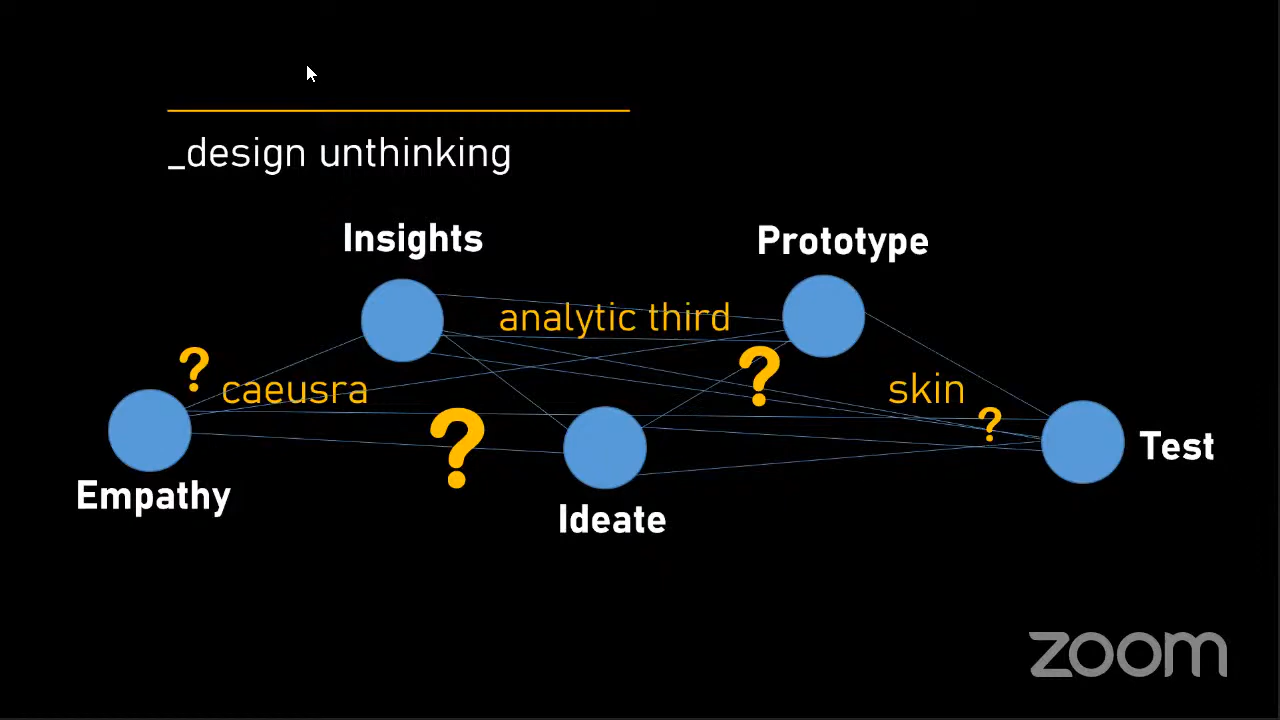 _design unthinking
Insights
Prototype
analytic third
?
?
caeusra
skin
?
?
Test
Empathy
Ideate
zoom